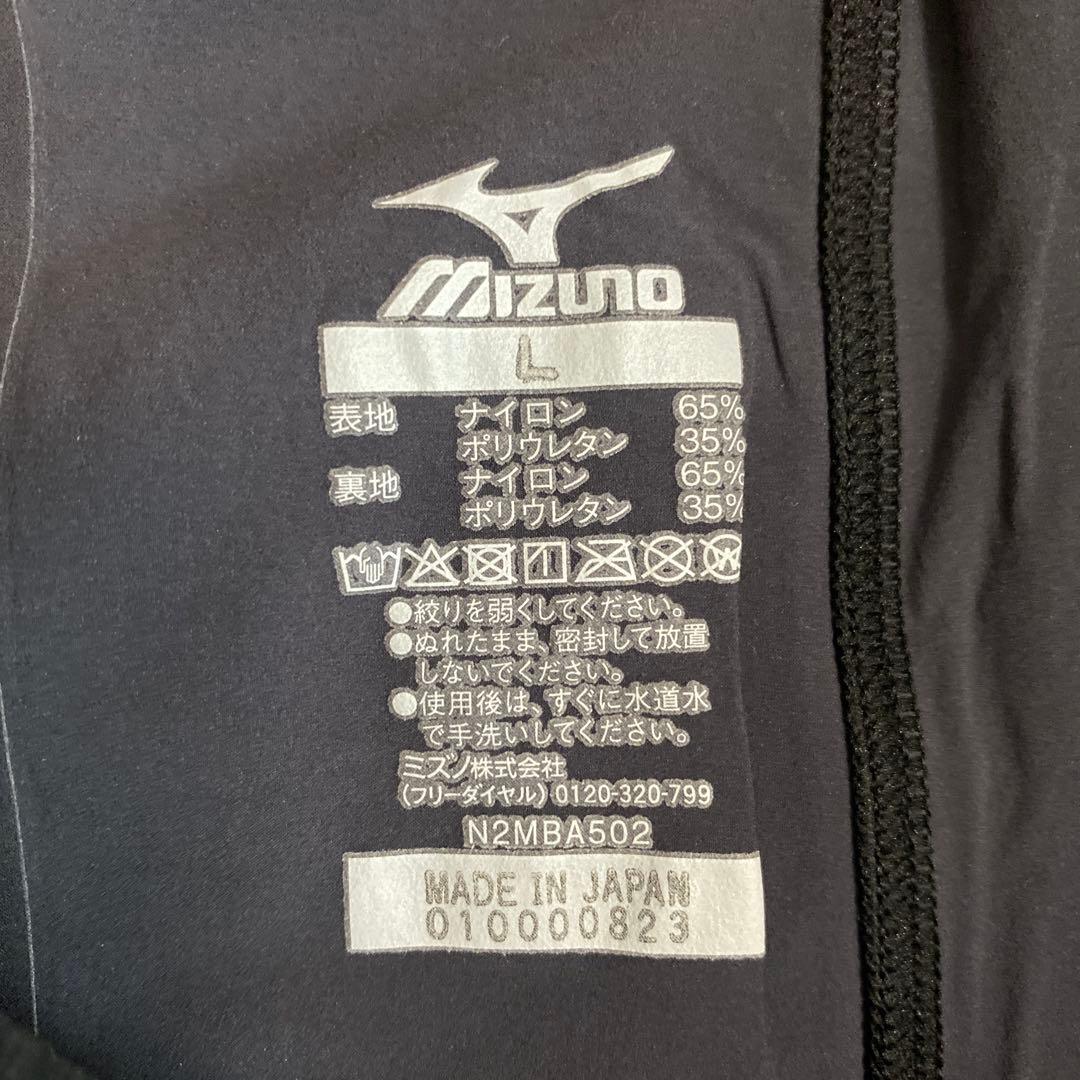 MIZUNO
L
表地 ナイロン 65%
ポリウレタン 35%
裏地 ナイロン 65%
ポリウレタン 35%
●絞りを弱くしてください。
●ぬれたまま、密封して放置
しないでください。
●使用後は、すぐに水道水
で手洗いしてください。
ミズノ株式会社
(フリーダイヤル) 0120-320-799
N2MBA502
MADE IN JAPAN
010000823